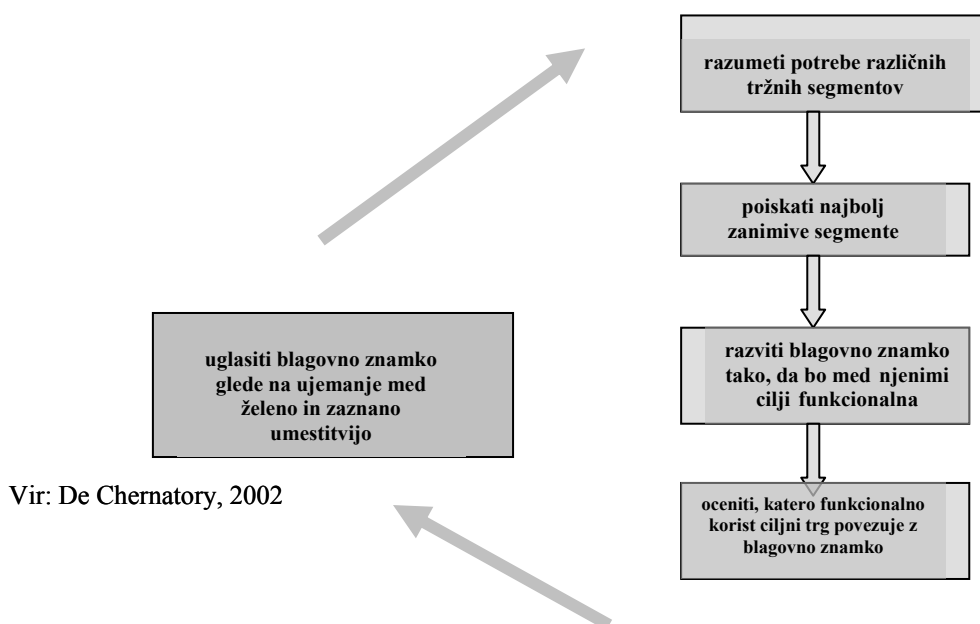 razumeti potrebe različnih
tržnih segmentov
poiskati najbolj
zanimive segmente
razviti blagovno znamko
tako, da bo med njenimi
cilji funkcionalna
oceniti, katero funkcionalno
korist ciljni trg povezuje z
blagovno znamko
uglasiti blagovno znamko
glede na ujemanje med
želeno in zaznano
umestitvijo
Vir: De Chernatory, 2002